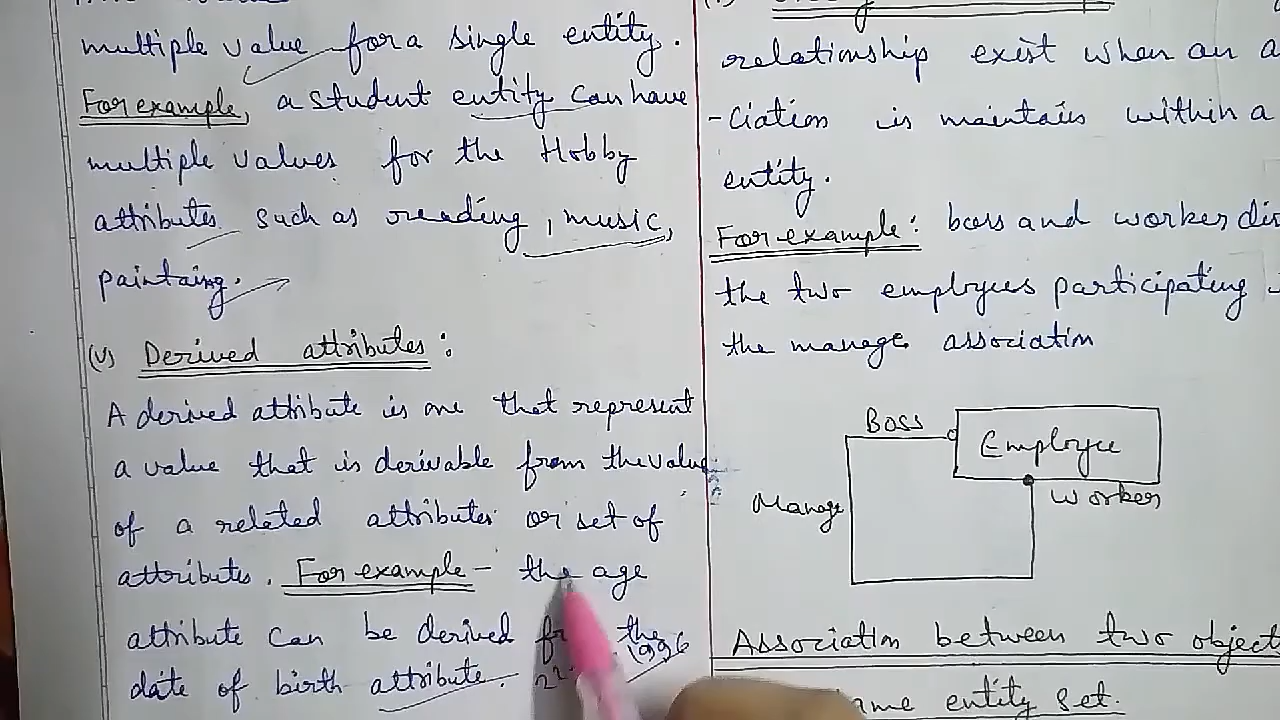 multiple value for a single entity.
For example, a student entity can have
multiple values for the Hobby
attributes such as reading, music,
paintaing.
(v) Derived attributes:
A derived attribute is one that represent
a value that is derivable from the value
of a related attributes or set of
attributes. For example - the age
attribute can be derived the
date of birth attribute. 1996
relationship exist when an a
-ciation is maintais within a
entity.
For example: boss and worker dis
the two employees participating
the manage association
Boss
Employee
Manage
Worker
Association between two object
ame entity set.